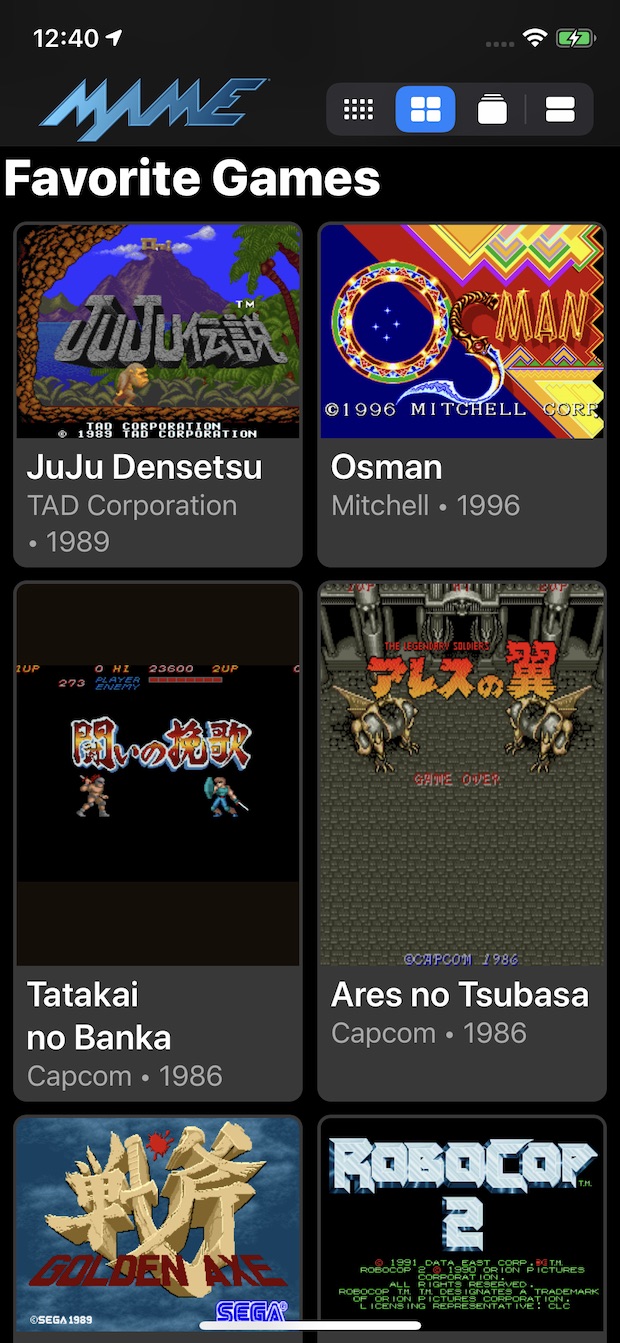 12:40
MAME
Favorite Games
JUJU伝説
TM
TAD CORPORATION
© 1989 TAD CORPORATION
JuJu Densetsu
TAD Corporation
• 1989
OSMAN
©1996 MITCHELL CORP
Osman
Mitchell • 1996
1UP 0 HI 23600 2UP 0
273 PLAYER
ENEMY
闘いの挽歌
Tatakai
no Banka
Capcom • 1986
1UP HI 2UP
THE LEGENDARY SOLDIERS
アレスの翼
GAME OVER
©CAPCOM 1986
Ares no Tsubasa
Capcom • 1986
戦斧
GOLDEN AXE
©SEGA 1989
SEGA®
ROBOCOP
T.M.
2
© 1991 DATA EAST CORP. T.M.
ROBOCOP 2 © 1990 ORION PICTURES
CORPORATION.
ALL RIGHTS RESERVED.
ROBOCOP T.M. T.M. DESIGNATES A TRADEMARK
OF ORION PICTURES CORPORATION.
LICENSING REPRESENTATIVE: CLC